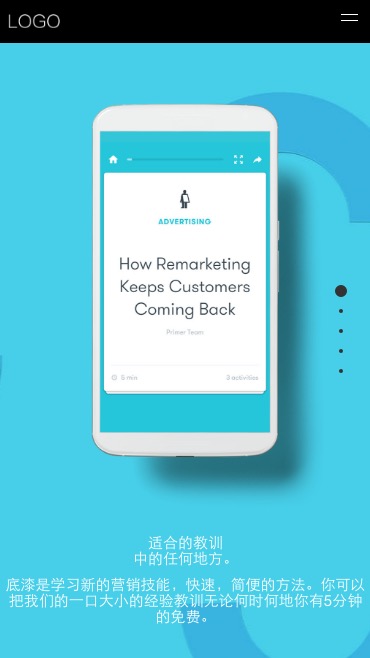 LOGO
ADVERTISING
How Remarketing
Keeps Customers
Coming Back
Primer Team
5 min
3 activities
适合的教训
中的任何地方。
底漆是学习新的营销技能，快速，简便的方法。你可以
把我们的一口大小的经验教训无论何时何地你有5分钟
的免费。